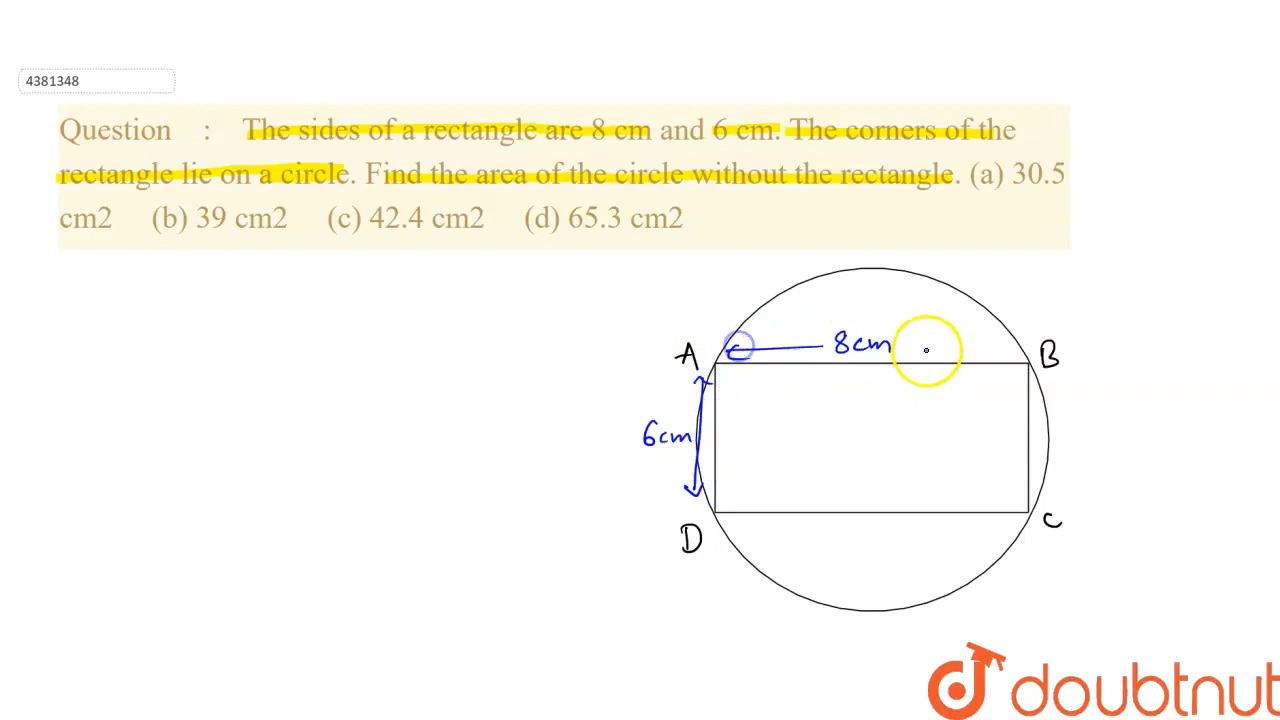 4381348
Question : The sides of a rectangle are 8 cm and 6 cm. The corners of the
rectangle lie on a circle. Find the area of the circle without the rectangle. (a) 30.5
cm2 (b) 39 cm2 (c) 42.4 cm2 (d) 65.3 cm2
A 8cm B
6cm
D C
doubtnut